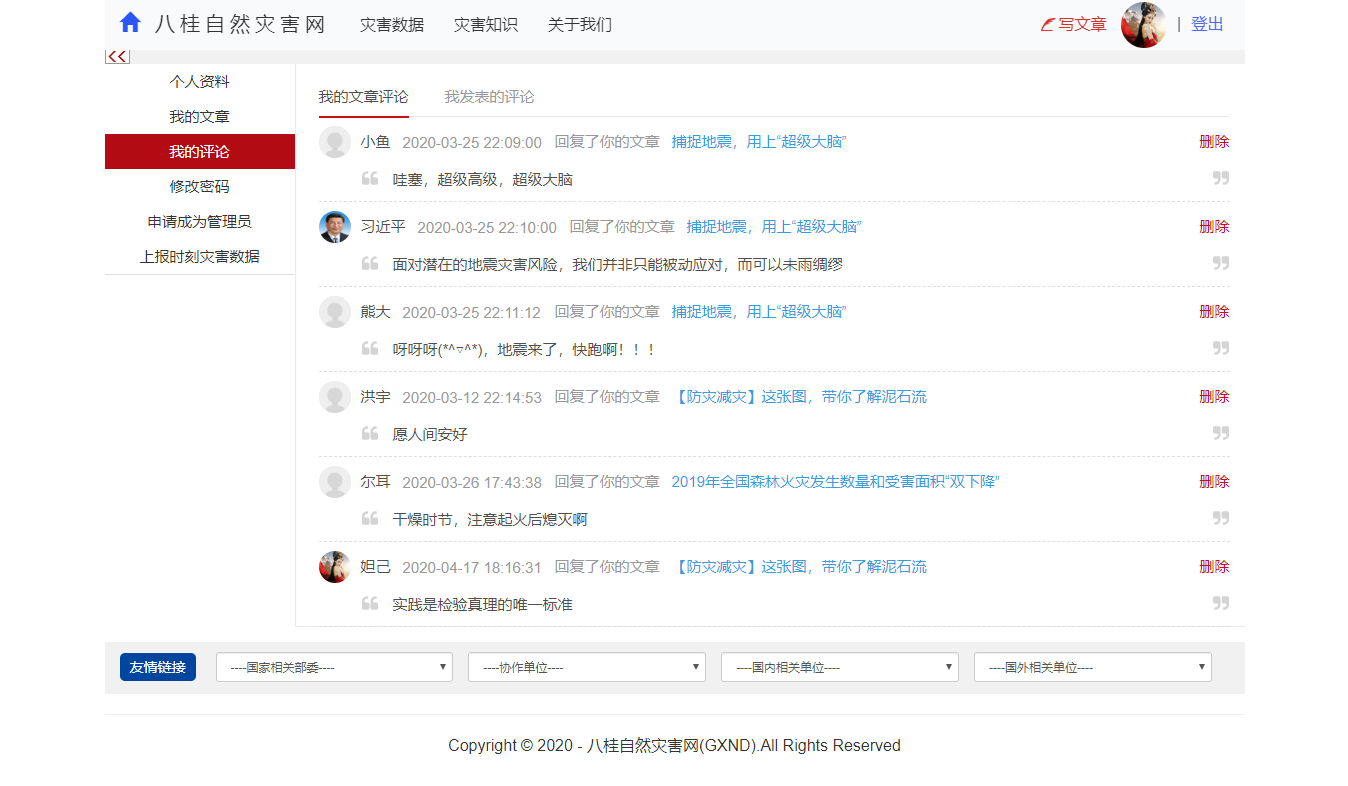 八桂自然灾害网 灾害数据 灾害知识 关于我们 写文章 | 登出
个人资料
我的文章
我的评论
修改密码
申请成为管理员
上报时刻灾害数据
我的文章评论 我发表的评论
小鱼 2020-03-25 22:09:00 回复了你的文章 捕捉地震，用上“超级大脑” 删除
哇塞，超级高级，超级大脑
习近平 2020-03-25 22:10:00 回复了你的文章 捕捉地震，用上“超级大脑” 删除
面对潜在的地震灾害风险，我们并非只能被动应对，而可以未雨绸缪
熊大 2020-03-25 22:11:12 回复了你的文章 捕捉地震，用上“超级大脑” 删除
呀呀呀(*^▽^*)，地震来了，快跑啊！！！
洪宇 2020-03-12 22:14:53 回复了你的文章 【防灾减灾】这张图，带你了解泥石流 删除
愿人间安好
尔耳 2020-03-26 17:43:38 回复了你的文章 2019年全国森林火灾发生数量和受害面积“双下降” 删除
干燥时节，注意起火后熄灭啊
妲己 2020-04-17 18:16:31 回复了你的文章 【防灾减灾】这张图，带你了解泥石流 删除
实践是检验真理的唯一标准
友情链接 ----国家相关部委---- ----协作单位---- ----国内相关单位---- ----国外相关单位----
Copyright © 2020 - 八桂自然灾害网(GXND).All Rights Reserved